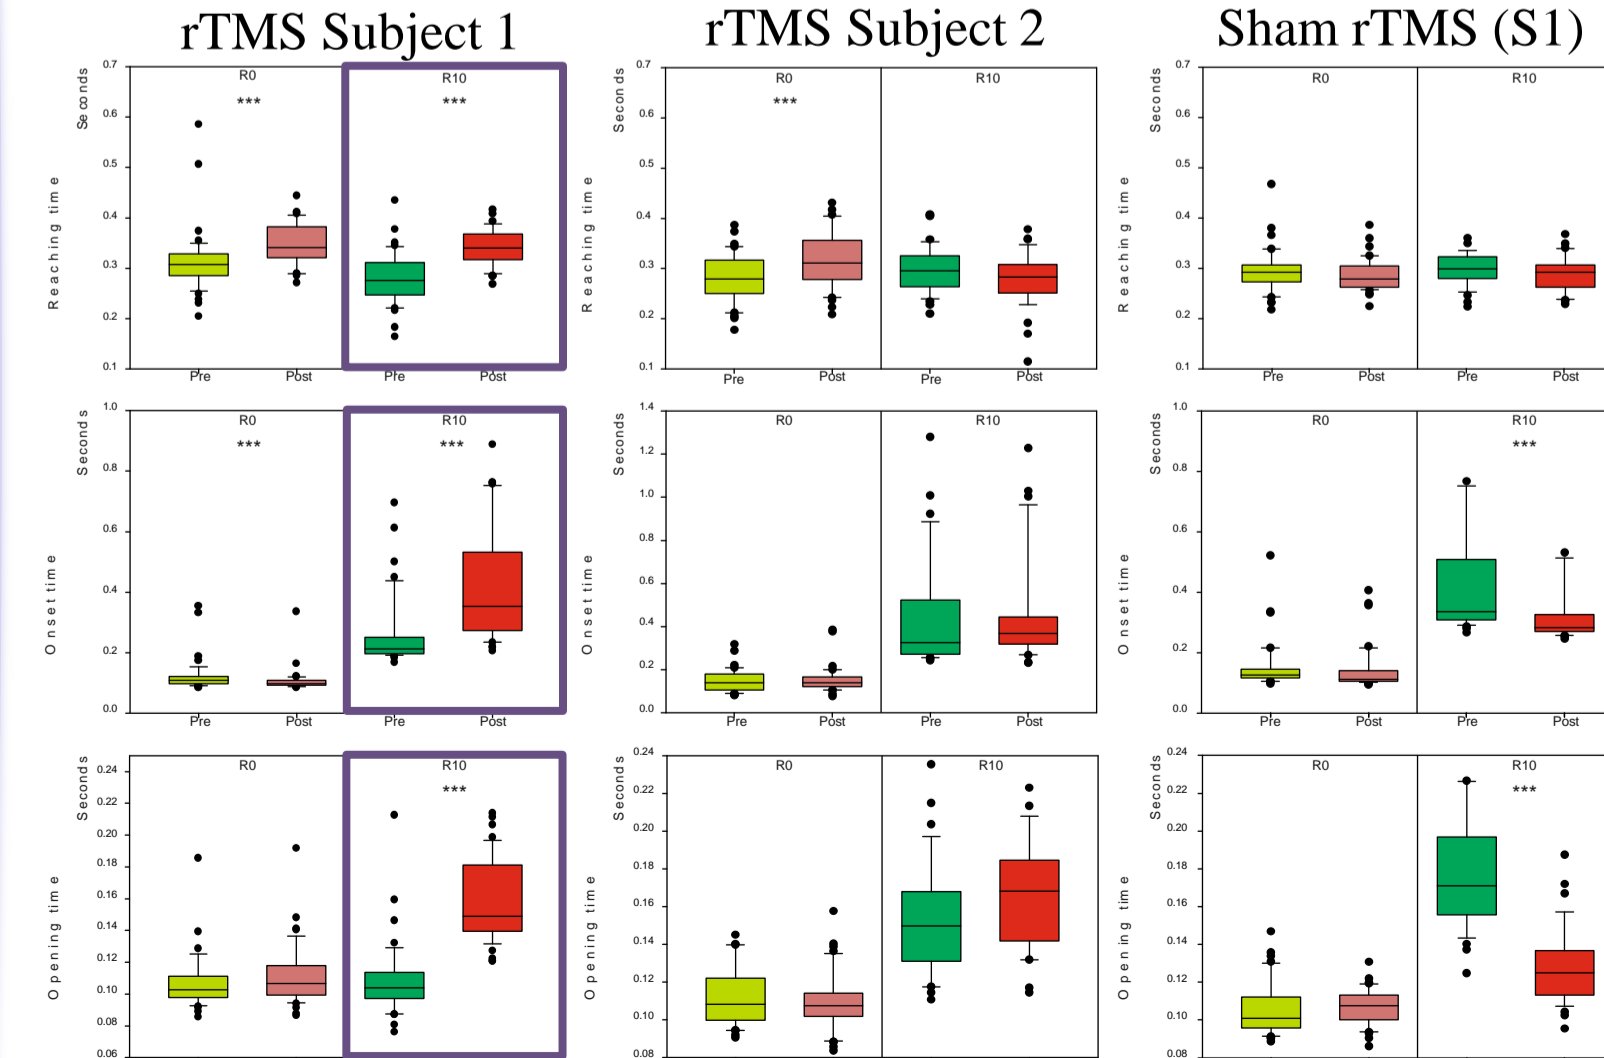 rTMS Subject 1 rTMS Subject 2 Sham rTMS (S1)
Seconds Seconds Seconds
Reaching time Reaching time Reaching time
0.7 R0 R10 0.7 R0 R10 0.7 R0 R10
*** *** ***
0.6 0.6 0.6
0.5 0.5 0.5
0.4 0.4 0.4
0.3 0.3 0.3
0.2 0.2 0.2
0.1 0.1 0.1
Pre Post Pre Post Pre Post Pre Post Pre Post Pre Post
Seconds Seconds Seconds
Onset time Onset time Onset time
1.0 R0 R10 1.4 R0 R10 1.0 R0 R10
*** *** ***
0.8 1.2 0.8
0.6 1.0 0.6
0.4 0.8 0.4
0.2 0.6 0.2
0.0 0.4 0.0
0.2
0.0
Pre Post Pre Post Pre Post Pre Post Pre Post Pre Post
Seconds Seconds Seconds
Opening time Opening time Opening time
R0 R10 0.24 R0 R10 0.24 R0 R10
*** ***
0.24 0.22 0.22
0.22 0.20 0.20
0.20 0.18 0.18
0.18 0.16 0.16
0.16 0.14 0.14
0.14 0.12 0.12
0.12 0.10 0.10
0.10 0.08 0.08
0.08
0.06